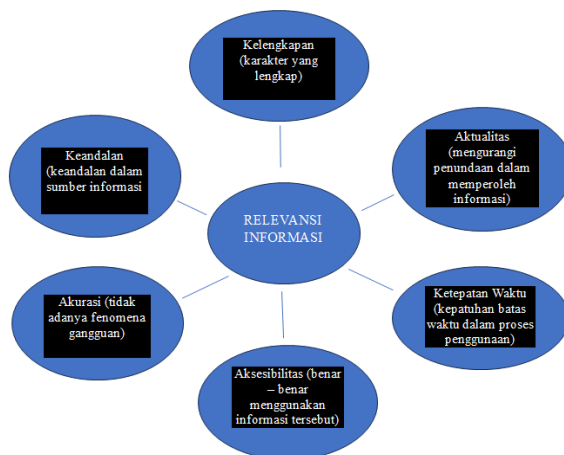 Kelengkapan
(karakter yang
lengkap)
Aktualitas
(mengurangi
penundaan dalam
memperoleh
informasi)
Keandalan
(keandalan dalam
sumber informasi
RELEVANSI
INFORMASI
Akurasi (tidak
adanya fenomena
gangguan)
Ketepatan Waktu
(kepatuhan batas
waktu dalam proses
penggunaan)
Aksesibilitas (benar
– benar
menggunakan
informasi tersebut)